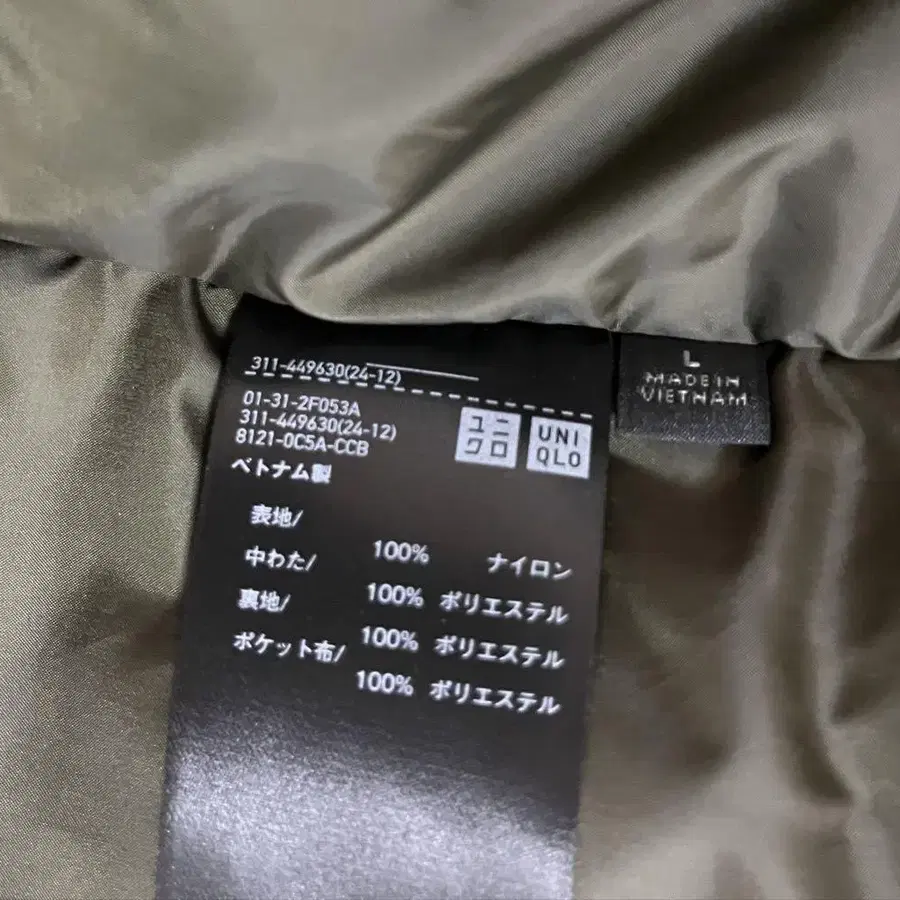 311-449630(24-12)
01-31-2F053A
311-449630(24-12)
8121-0C5A-CCB
ベトナム製
ユニ
クロ
UNI
QLO
L
MADE IN
VIETNAM
表地/
100% ナイロン
中わた/
100% ポリエステル
裏地/
100% ポリエステル
ポケット布/
100% ポリエステル